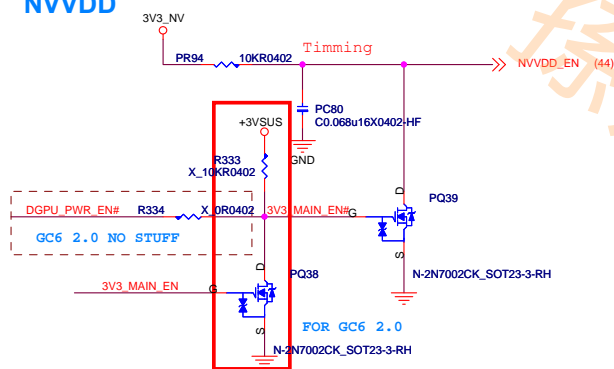 NVVDD
3V3_NV
PR94 10KR0402
Timming
NVVDD_EN (44)
PC80
C0.068u16X0402-HF
GND
+3VSUS
R333
X_10KR0402
DGPU_PWR_EN# R334 X_0R0402 3V3_MAIN_EN# G
D
PQ39
S
GC6 2.0 NO STUFF
N-2N7002CK_SOT23-3-RH
D
PQ38
3V3_MAIN_EN G
S
FOR GC6 2.0
N-2N7002CK_SOT23-3-RH